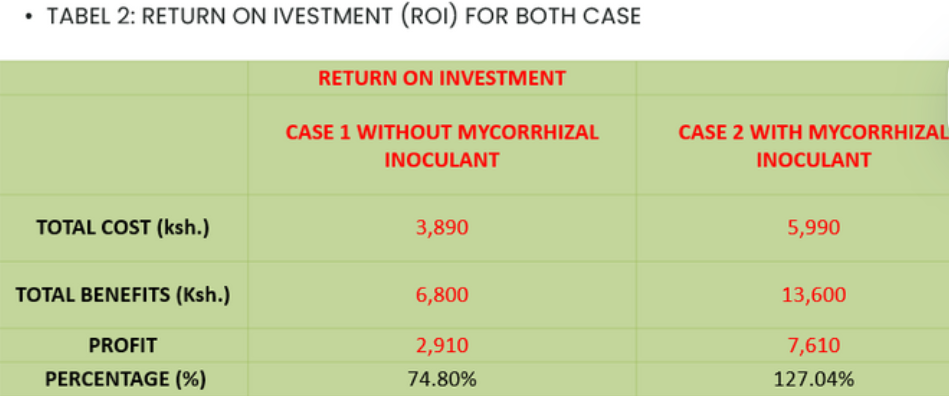 • TABEL 2: RETURN ON IVESTMENT (ROI) FOR BOTH CASE
RETURN ON INVESTMENT
CASE 1 WITHOUT MYCORRHIZAL INOCULANT
CASE 2 WITH MYCORRHIZAL INOCULANT
TOTAL COST (ksh.) 3,890 5,990
TOTAL BENEFITS (Ksh.) 6,800 13,600
PROFIT 2,910 7,610
PERCENTAGE (%) 74.80% 127.04%